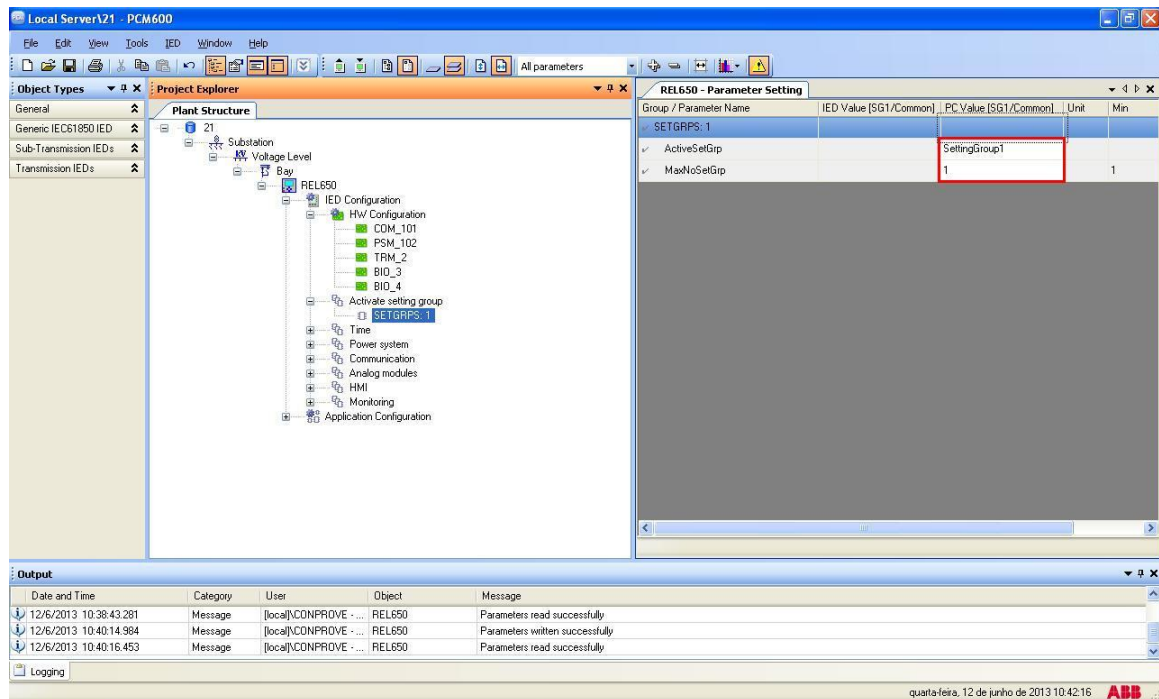 Local Server\21 - PCM600
File Edit View Tools IED Window Help
All parameters
Object Types
General
Generic IEC61850 IED
Sub-Transmission IEDs
Transmission IEDs
Project Explorer
Plant Structure
21
Substation
Voltage Level
Bay
REL650
IED Configuration
HW Configuration
COM_101
PSM_102
TRM_2
BIO_3
BIO_4
Activate setting group
SETGRPS: 1
Time
Power system
Communication
Analog modules
HMI
Monitoring
Application Configuration
REL650 - Parameter Setting
Group / Parameter Name IED Value [SG1/Common] PC Value [SG1/Common] Unit Min
SETGRPS: 1
ActiveSetGrp SettingGroup1
MaxNoSetGrp 1 1
Output
Date and Time Category User Object Message
12/6/2013 10:38:43.281 Message [local]\CONPROVE - ... REL650 Parameters read successfully
12/6/2013 10:40:14.984 Message [local]\CONPROVE - ... REL650 Parameters written successfully
12/6/2013 10:40:16.453 Message [local]\CONPROVE - ... REL650 Parameters read successfully
Logging
quarta-feira, 12 de junho de 2013 10:42:16 ABB